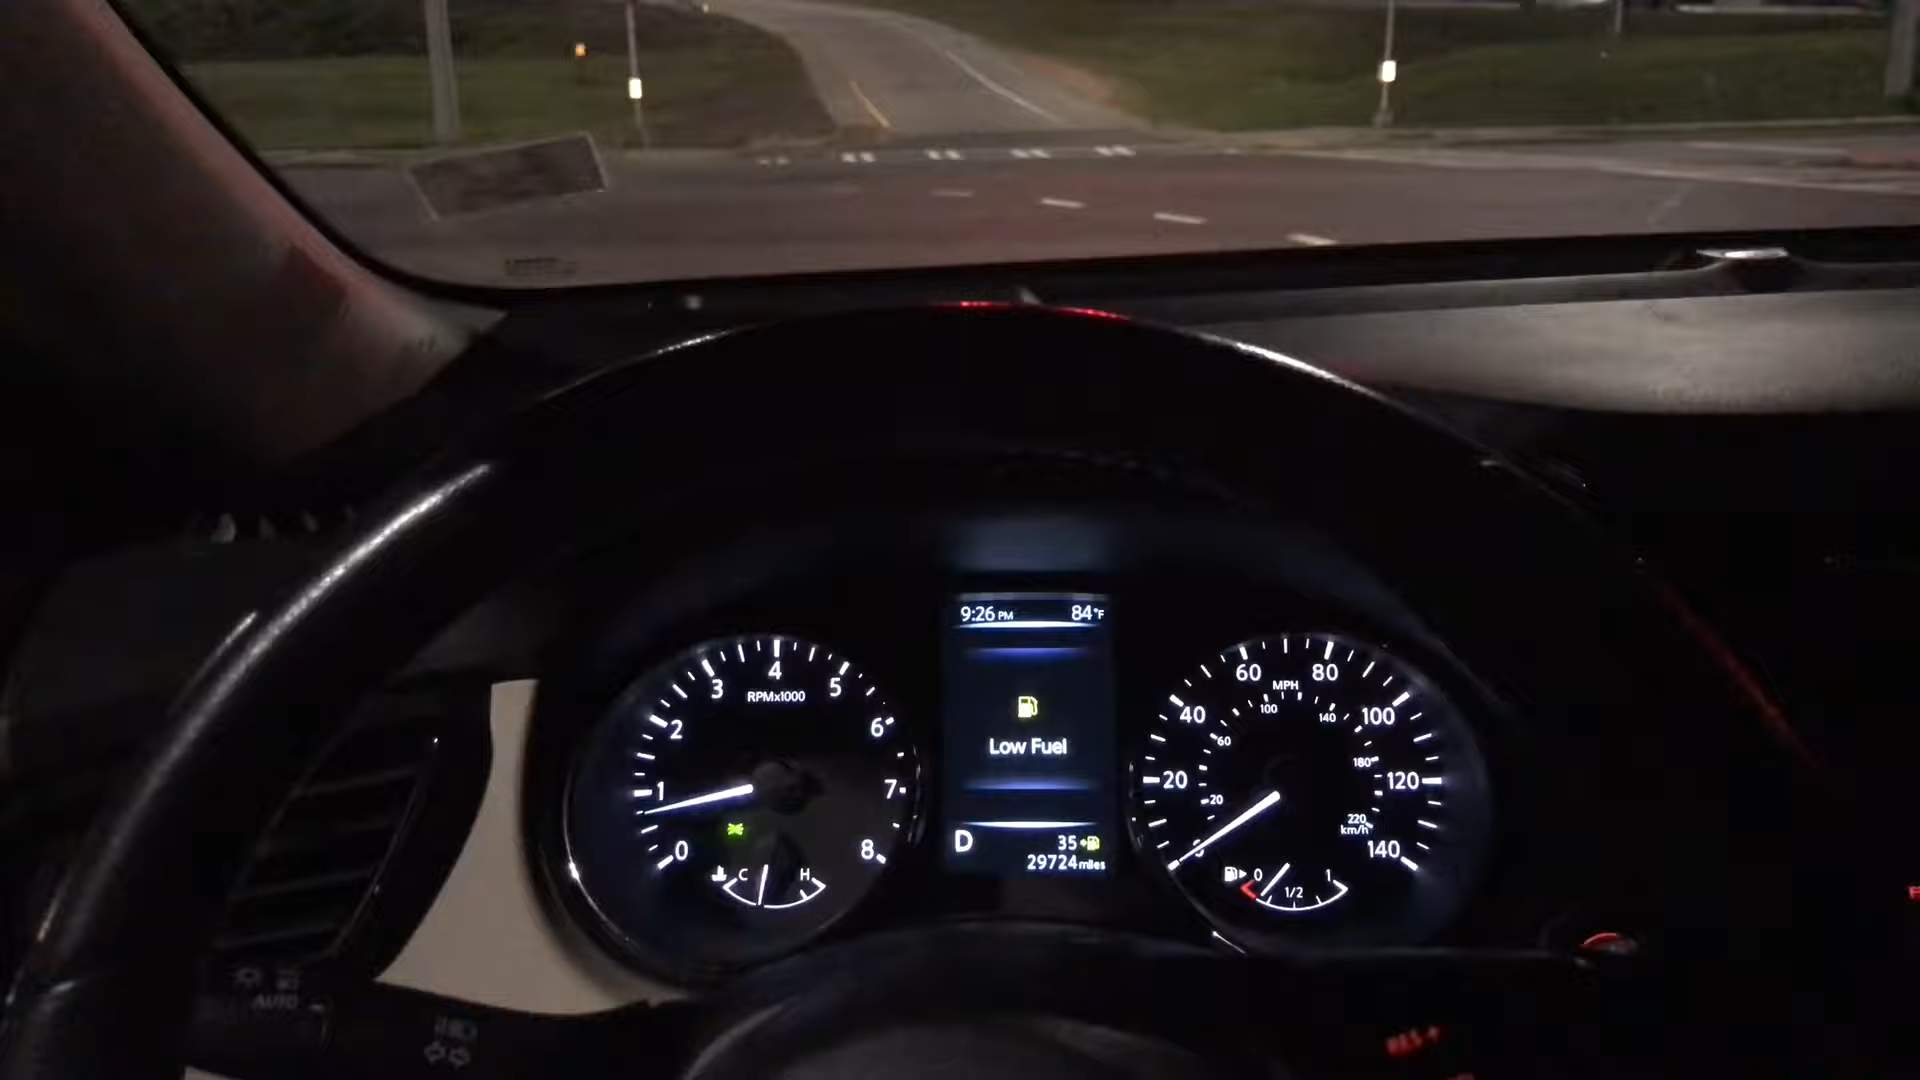 9:26 PM 84°F
Low Fuel
D 35
29724 miles
0 1 2 3 4 5 6 7 8
RPMx1000
C H
20 40 60 80 100 120 140
MPH
20 60 100 140 180 220
km/h
0 1/2 1
AUTO
RES+